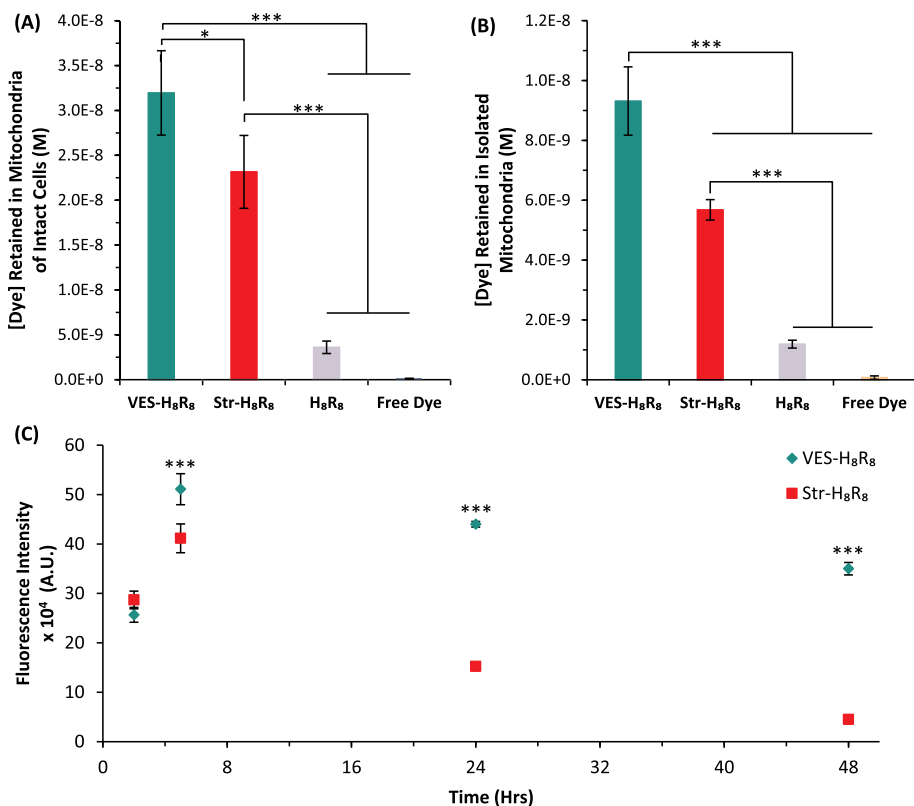 (A)
[Dye] Retained in Mitochondria
of Intact Cells (M)
4.0E-8
3.5E-8
3.0E-8
2.5E-8
2.0E-8
1.5E-8
1.0E-8
5.0E-9
0.0E+0
***
*
***
VES-H₈R₈
Str-H₈R₈
H₈R₈
Free Dye
(B)
[Dye] Retained in Isolated
Mitochondria (M)
1.2E-8
1.0E-8
8.0E-9
6.0E-9
4.0E-9
2.0E-9
0.0E+0
***
***
VES-H₈R₈
Str-H₈R₈
H₈R₈
Free Dye
(C)
Fluorescence Intensity
x 10⁴ (A.U.)
60
50
40
30
20
10
0
***
***
***
VES-H₈R₈
Str-H₈R₈
0 8 16 24 32 40 48
Time (Hrs)